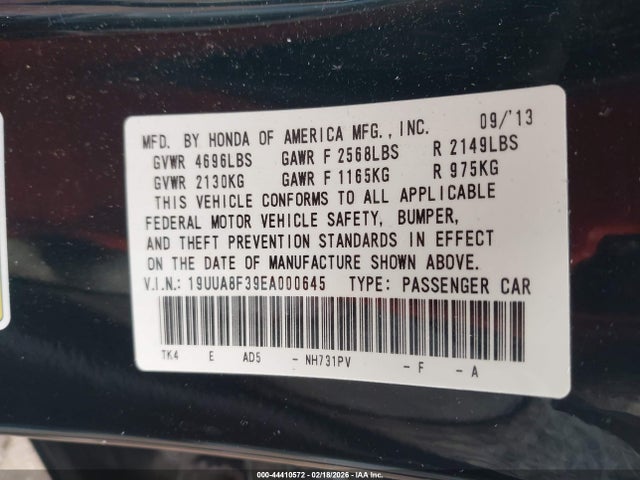 MFD. BY HONDA OF AMERICA MFG., INC. 09/'13
GVWR 4696LBS GAWR F 2568LBS R 2149LBS
GVWR 2130KG GAWR F 1165KG R 975KG
THIS VEHICLE CONFORMS TO ALL APPLICABLE
FEDERAL MOTOR VEHICLE SAFETY, BUMPER,
AND THEFT PREVENTION STANDARDS IN EFFECT
ON THE DATE OF MANUFACTURE SHOWN ABOVE.
V.I.N.: 19UUA8F39EA000645 TYPE: PASSENGER CAR
TK4 E AD5 - NH731PV - F - A
000-44410572 - 02/18/2026 - IAA Inc.